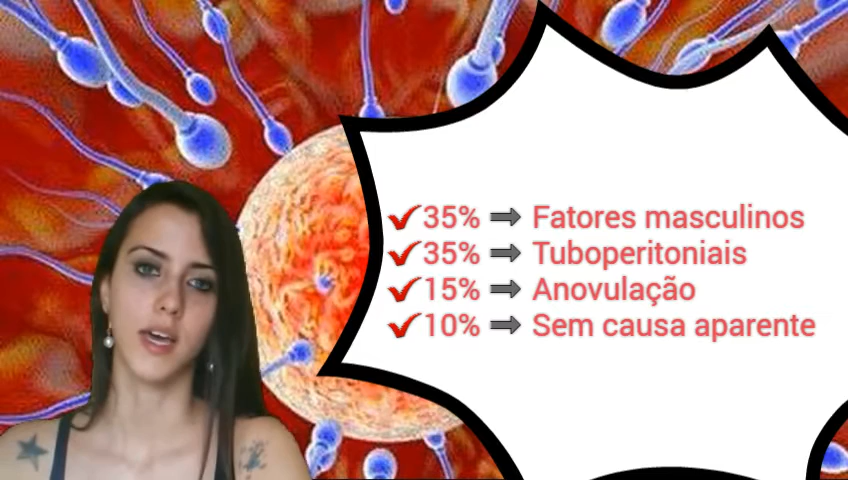 ✔35% ➡ Fatores masculinos
✔35% ➡ Tuboperitoniais
✔15% ➡ Anovulação
✔10% ➡ Sem causa aparente